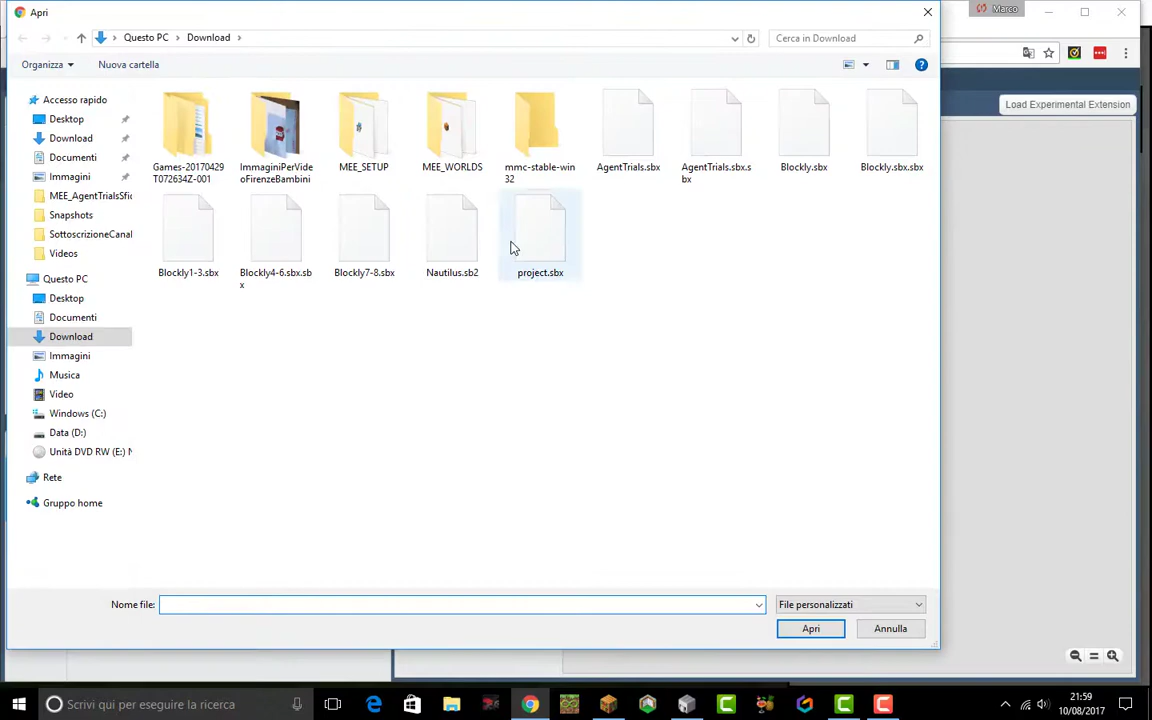 Apri
Marco
Questo PC > Download >
Cerca in Download
Organizza
Nuova cartella
Load Experimental Extension
Accesso rapido
Desktop
Download
Documenti
Immagini
MEE_AgentTrialsSfic
Snapshots
SottoscrizioneCanal
Videos
Questo PC
Desktop
Documenti
Download
Immagini
Musica
Video
Windows (C:)
Data (D:)
Unità DVD RW (E:) N
Rete
Gruppo home
Games-20170429
T072634Z-001
ImmaginiPerVide
oFirenzeBambini
MEE_SETUP
MEE_WORLDS
mmc-stable-win
32
AgentTrials.sbx
AgentTrials.sbx.s
bx
Blockly.sbx
Blockly.sbx.sbx
Blockly1-3.sbx
Blockly4-6.sbx.sb
x
Blockly7-8.sbx
Nautilus.sb2
project.sbx
Nome file:
File personalizzati
Apri
Annulla
Scrivi qui per eseguire la ricerca
21:59
10/08/2017